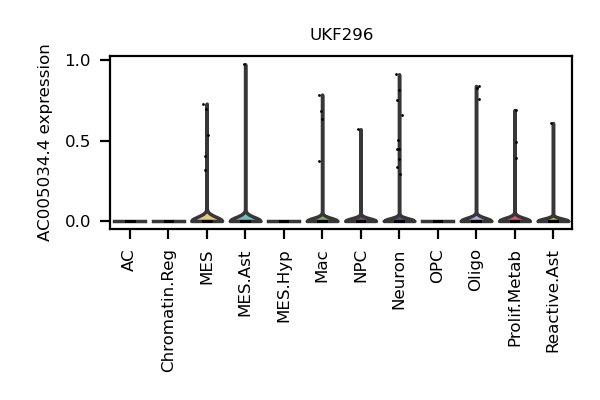 UKF296
AC005034.4 expression
1.0
0.5
0.0
AC
Chromatin.Reg
MES
MES.Ast
MES.Hyp
Mac
NPC
Neuron
OPC
Oligo
Prolif.Metab
Reactive.Ast